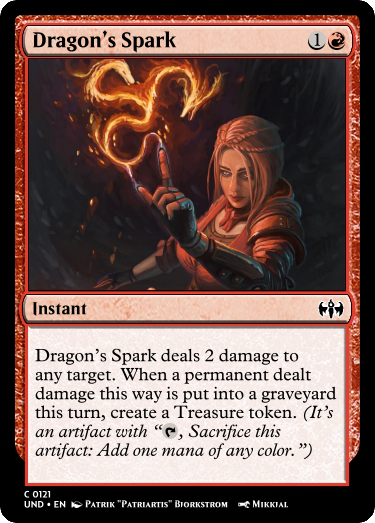 Dragon's Spark 1
Instant
Dragon's Spark deals 2 damage to
any target. When a permanent dealt
damage this way is put into a graveyard
this turn, create a Treasure token. (It's
an artifact with “, Sacrifice this
artifact: Add one mana of any color.”)
C 0121
UND • EN Patrik "Patriartis" Bjorkstrom Mikkial